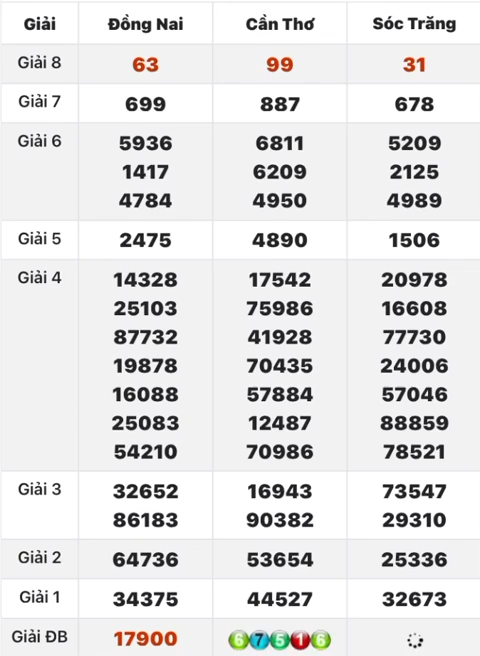 Giải Đồng Nai Cần Thơ Sóc Trăng
Giải 8 63 99 31
Giải 7 699 887 678
Giải 6 5936 6811 5209
1417 6209 2125
4784 4950 4989
Giải 5 2475 4890 1506
Giải 4 14328 17542 20978
25103 75986 16608
87732 41928 77730
19878 70435 24006
16088 57884 57046
25083 12487 88859
54210 70986 78521
Giải 3 32652 16943 73547
86183 90382 29310
Giải 2 64736 53654 25336
Giải 1 34375 44527 32673
Giải ĐB 17900 67516